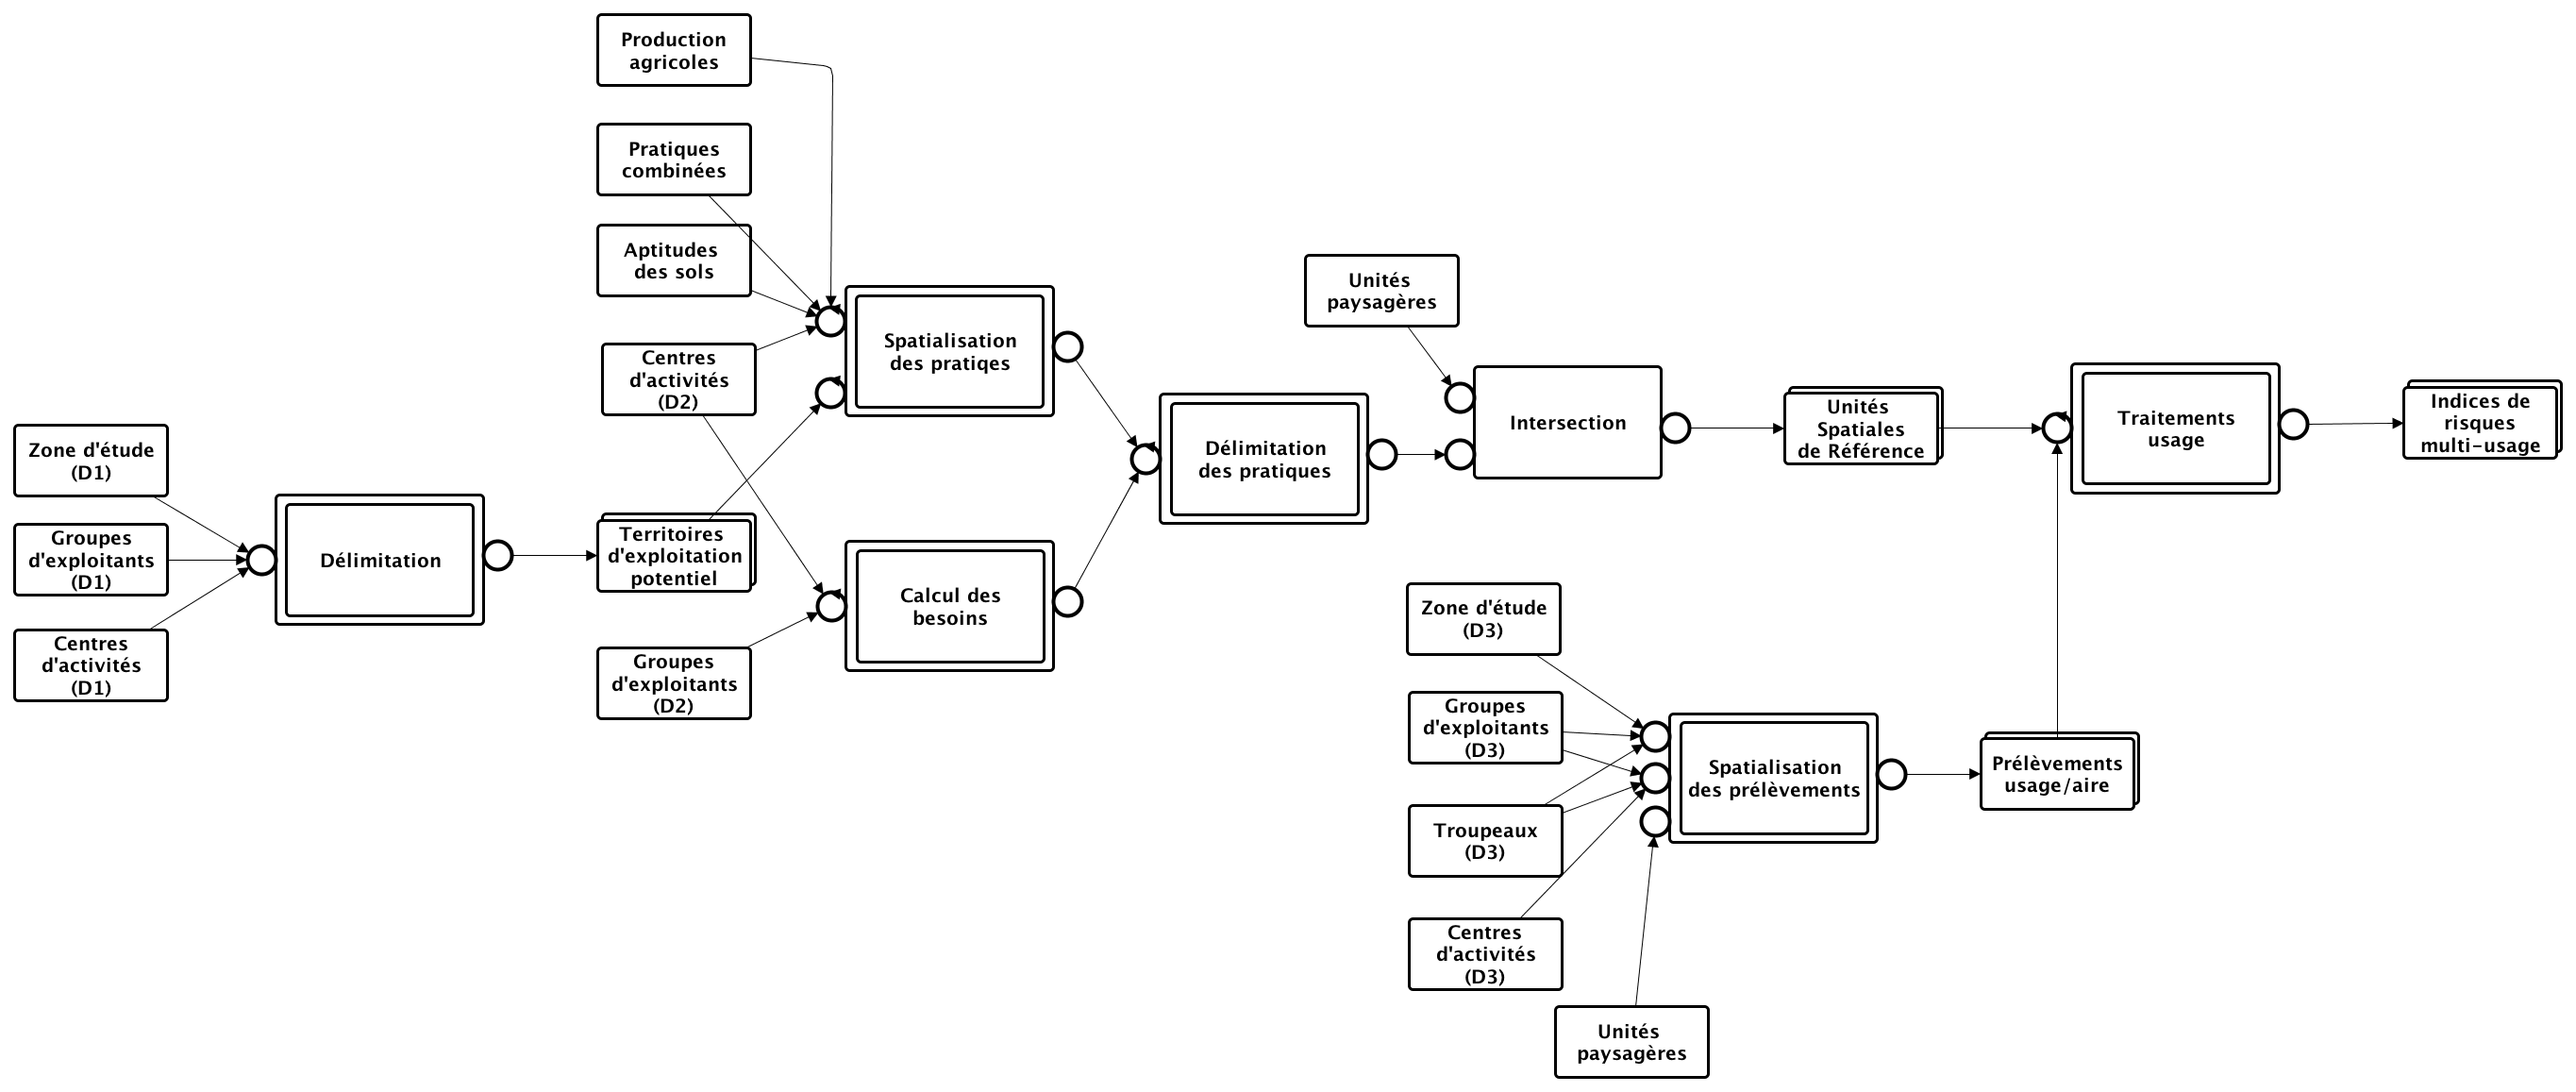 Production
agricoles
Pratiques
combinées
Aptitudes
des sols
Centres
d'activités
(D2)
Spatialisation
des pratiqes
Zone d'étude
(D1)
Groupes
d'exploitants
(D1)
Centres
d'activités
(D1)
Délimitation
Territoires
d'exploitation
potentiel
Groupes
d'exploitants
(D2)
Calcul des
besoins
Délimitation
des pratiques
Unités
paysagères
Intersection
Unités
Spatiales
de Référence
Traitements
usage
Indices de
risques
multi-usage
Zone d'étude
(D3)
Groupes
d'exploitants
(D3)
Troupeaux
(D3)
Centres
d'activités
(D3)
Unités
paysagères
Spatialisation
des prélèvements
Prélèvements
usage/aire